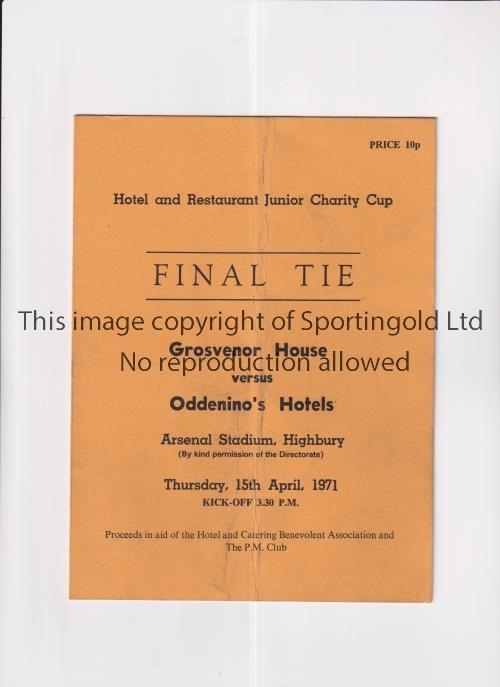 PRICE 10p
Hotel and Restaurant Junior Charity Cup
FINAL TIE
This image copyright of Sportingold Ltd
Grosvenor House
No reproduction allowed
versus
Oddenino's Hotels
Arsenal Stadium, Highbury
(By kind permission of the Directorate)
Thursday, 15th April, 1971
KICK-OFF 3.30 P.M.
Proceeds in aid of the Hotel and Catering Benevolent Association and
The P.M. Club